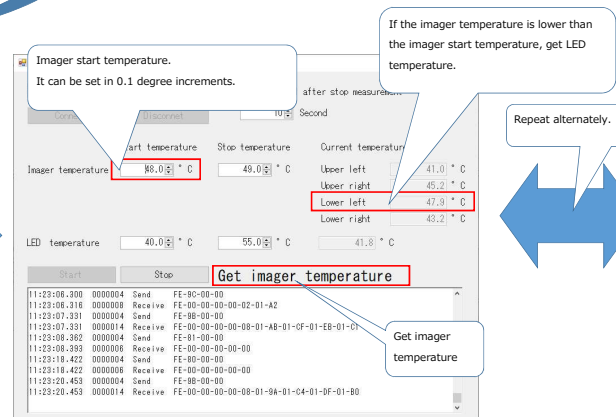 If the imager temperature is lower than
the imager start temperature, get LED
temperature.
Imager start temperature.
It can be set in 0.1 degree increments.
after stop
Disconnet
10 Second
Repeat alternately.
art temperature Stop temperature Current temperatur
Imager temperature 48.0 ° C 49.0 ° C Upper left 41.0 ° C
Upper right 45.2 ° C
Lower left 47.9 ° C
Lower right 43.2 ° C
LED temperature 40.0 ° C 55.0 ° C 41.8 ° C
Start Stop Get imager temperature
11:23:06.300 0000004 Send FE-9C-00-00
11:23:06.316 0000008 Receive FE-00-00-00-00-02-01-A2
11:23:07.331 0000004 Send FE-9B-00-00
11:23:07.331 0000014 Receive FE-00-00-00-00-08-01-AB-01-CF-01-EB-01-C1
11:23:08.362 0000004 Send FE-81-00-00
11:23:08.393 0000006 Receive FE-00-00-00-00-00
11:23:18.422 0000004 Send FE-80-00-00
11:23:18.422 0000006 Receive FE-00-00-00-00-00
11:23:20.453 0000004 Send FE-9B-00-00
11:23:20.453 0000014 Receive FE-00-00-00-00-08-01-9A-01-C4-01-DF-01-B0
Get imager
temperature